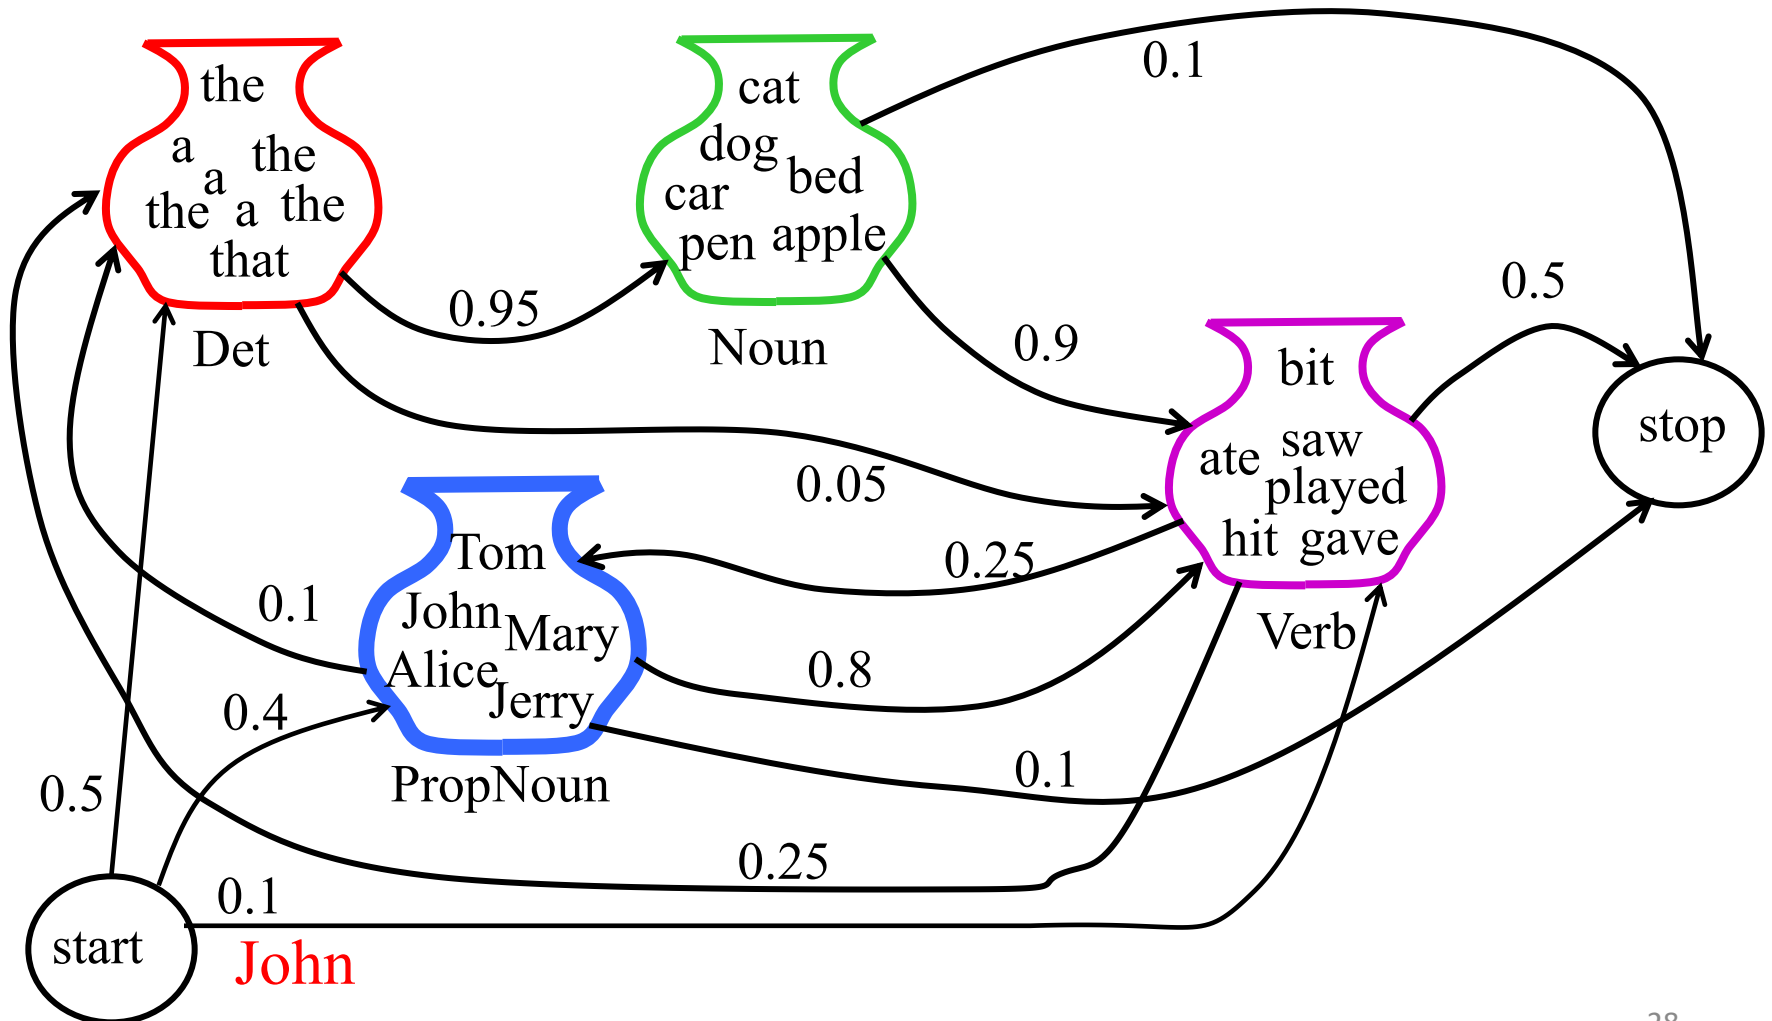 the
a
the
a
the
a
the
that
Det
cat
dog
bed
car
pen
apple
Noun
0.1
0.95
0.9
0.5
bit
ate
saw
played
hit
gave
Verb
stop
0.05
0.25
Tom
John
Mary
Alice
Jerry
PropNoun
0.1
0.8
0.4
0.1
0.5
0.25
0.1
start
John